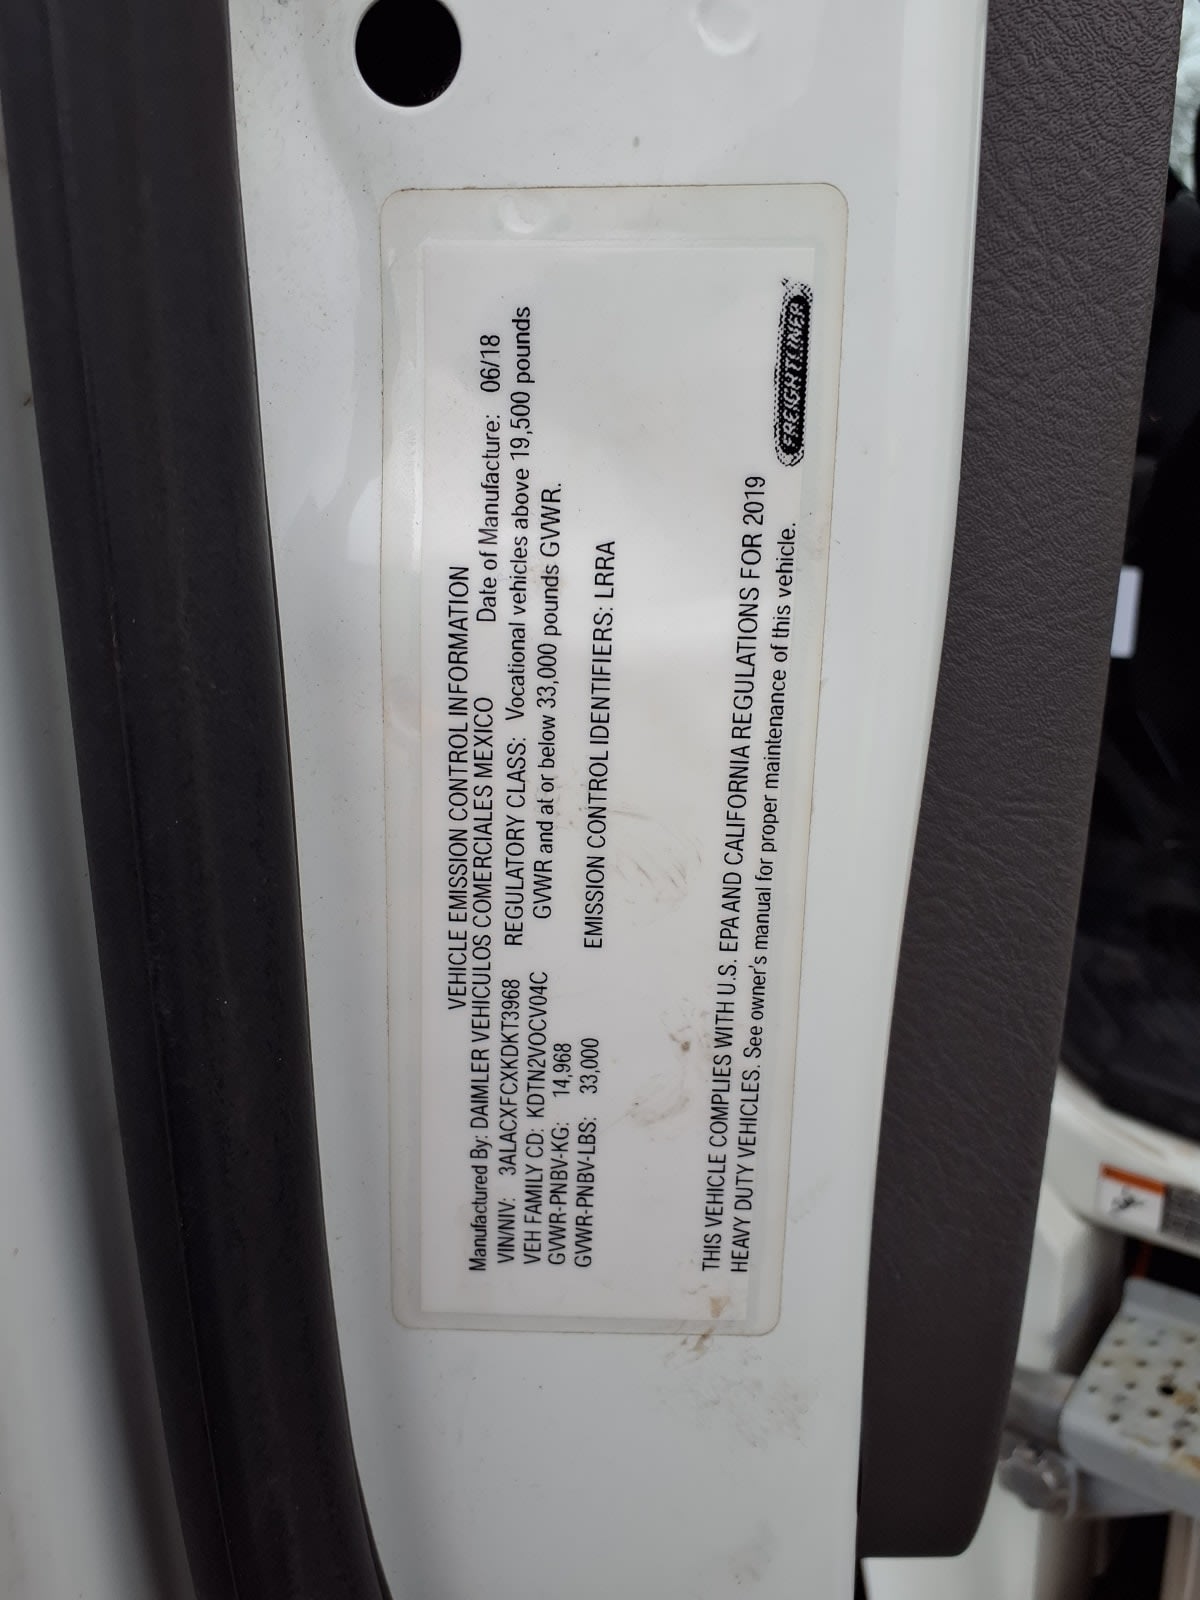 VEHICLE EMISSION CONTROL INFORMATION
Manufactured By: DAIMLER VEHICULOS COMERCIALES MEXICO Date of Manufacture: 06/18
VIN/NIV: 3ALACXFCXKDKT3968 REGULATORY CLASS: Vocational vehicles above 19,500 pounds
VEH FAMILY CD: KDTN2VOCV04C GVWR and at or below 33,000 pounds GVWR.
GVWR-PNBV-KG: 14,968
GVWR-PNBV-LBS: 33,000 EMISSION CONTROL IDENTIFIERS: LRRA
THIS VEHICLE COMPLIES WITH U.S. EPA AND CALIFORNIA REGULATIONS FOR 2019
HEAVY DUTY VEHICLES. See owner's manual for proper maintenance of this vehicle.
FREIGHTLINER